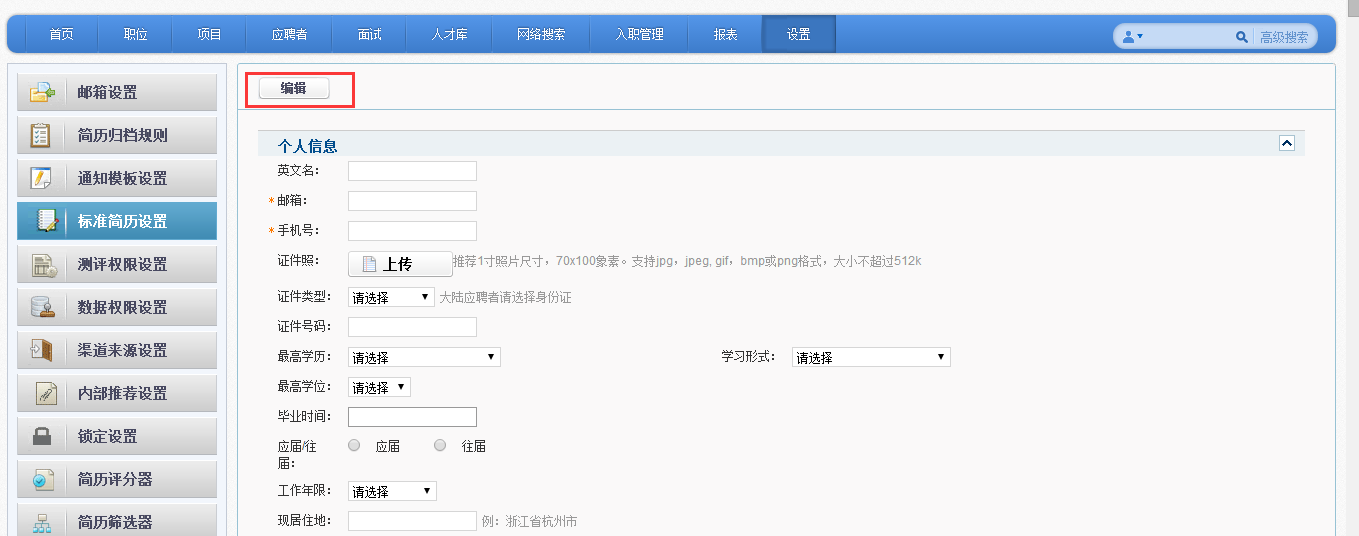 首页 职位 项目 应聘者 面试 人才库 网络搜索 入职管理 报表 设置 高级搜索
邮箱设置
简历归档规则
通知模板设置
标准简历设置
测评权限设置
数据权限设置
渠道来源设置
内部推荐设置
锁定设置
简历评分器
简历筛选器
编辑
个人信息
英文名：
*邮箱：
*手机号：
证件照： 上传 推荐1寸照片尺寸，70x100象素。支持jpg，jpeg, gif，bmp或png格式，大小不超过512k
证件类型： 请选择 大陆应聘者请选择身份证
证件号码：
最高学历： 请选择 学习形式： 请选择
最高学位： 请选择
毕业时间：
应届/往 应届 往届
届：
工作年限： 请选择
现居住地： 例：浙江省杭州市